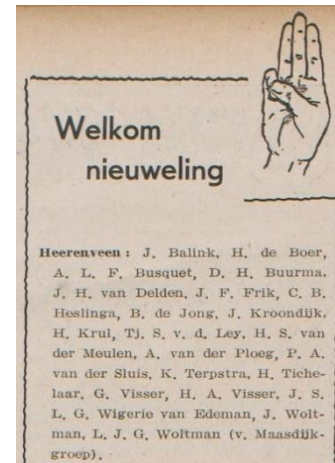 Welkom
nieuweling
Heerenveen: J. Balink, H. de Boer,
A. L. F. Busquet, D. H. Buurma.
J. H. van Delden, J. F. Frik, C. B.
Heslinga, B. de Jong, J. Kroondijk.
H. Krul, Tj. S. v. d. Ley, H. S. van
der Meulen, A. van der Ploeg, P. A.
van der Sluis, K. Terpstra, H. Tiche-
laar, G. Visser, H. A. Visser, J. S.
L. G. Wigerie van Edeman, J. Wolt-
man, L. J. G. Woltman (v. Maasdijk-
groep).